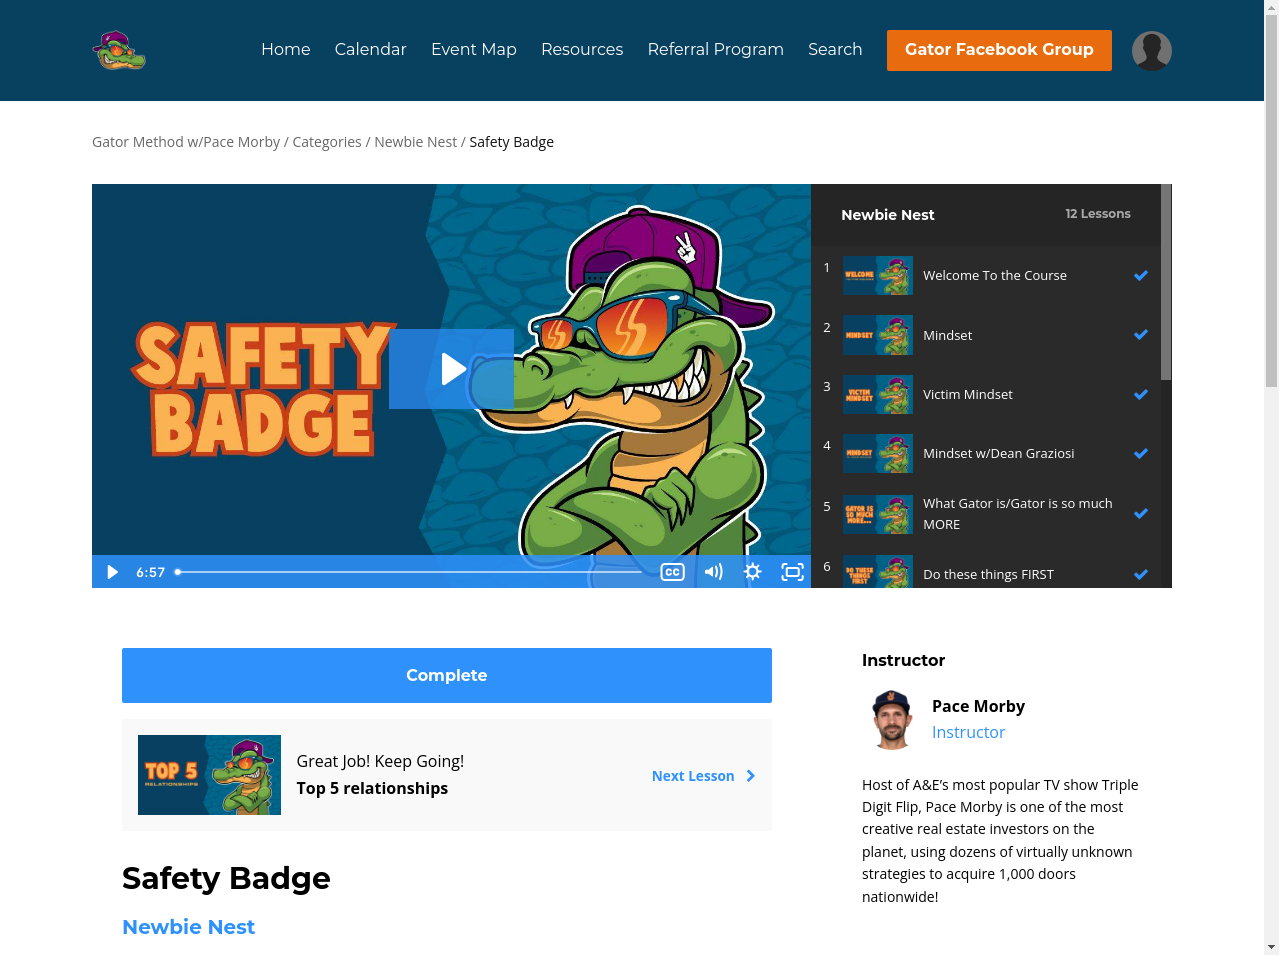 Home Calendar Event Map Resources Referral Program Search Gator Facebook Group
Gator Method w/Pace Morby / Categories / Newbie Nest / Safety Badge
SAFETY
BADGE
6:57
CC
Newbie Nest 12 Lessons
1 WELCOME Welcome To the Course
2 MINDSET Mindset
3 VICTIM MINDSET Victim Mindset
4 MINDSET Mindset w/Dean Graziosi
5 GATOR IS SO MUCH MORE... What Gator is/Gator is so much
MORE
6 DO THESE THINGS FIRST Do these things FIRST
Complete
TOP 5
RELATIONSHIPS
Great Job! Keep Going!
Top 5 relationships
Next Lesson
Safety Badge
Newbie Nest
Instructor
Pace Morby
Instructor
Host of A&E’s most popular TV show Triple
Digit Flip, Pace Morby is one of the most
creative real estate investors on the
planet, using dozens of virtually unknown
strategies to acquire 1,000 doors
nationwide!